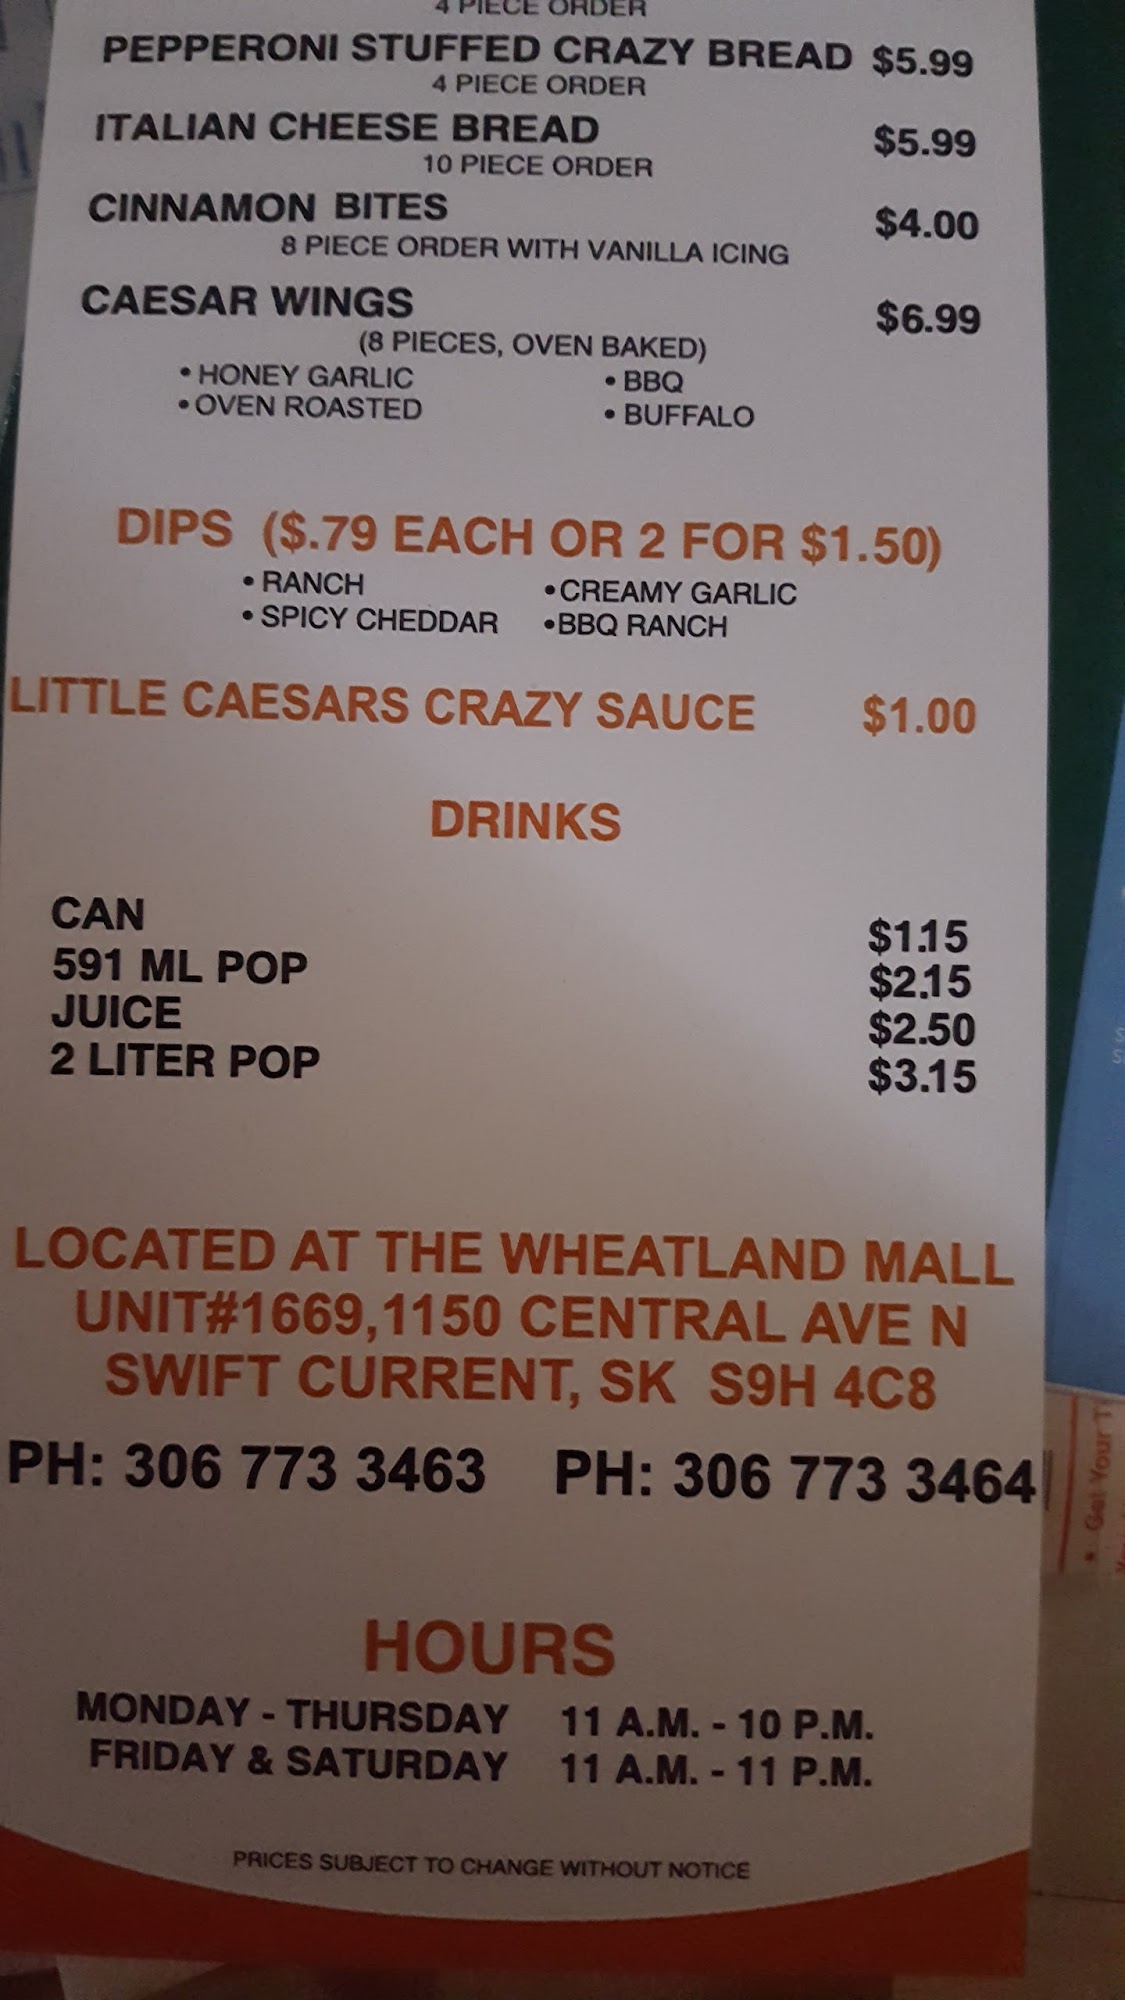 4 PIECE ORDER
PEPPERONI STUFFED CRAZY BREAD $5.99
4 PIECE ORDER
ITALIAN CHEESE BREAD $5.99
10 PIECE ORDER
CINNAMON BITES $4.00
8 PIECE ORDER WITH VANILLA ICING
CAESAR WINGS $6.99
(8 PIECES, OVEN BAKED)
• HONEY GARLIC • BBQ
• OVEN ROASTED • BUFFALO
DIPS ($.79 EACH OR 2 FOR $1.50)
• RANCH • CREAMY GARLIC
• SPICY CHEDDAR • BBQ RANCH
LITTLE CAESARS CRAZY SAUCE $1.00
DRINKS
CAN $1.15
591 ML POP $2.15
JUICE $2.50
2 LITER POP $3.15
LOCATED AT THE WHEATLAND MALL
UNIT#1669,1150 CENTRAL AVE N
SWIFT CURRENT, SK S9H 4C8
PH: 306 773 3463 PH: 306 773 3464
HOURS
MONDAY - THURSDAY 11 A.M. - 10 P.M.
FRIDAY & SATURDAY 11 A.M. - 11 P.M.
PRICES SUBJECT TO CHANGE WITHOUT NOTICE
• Get Your